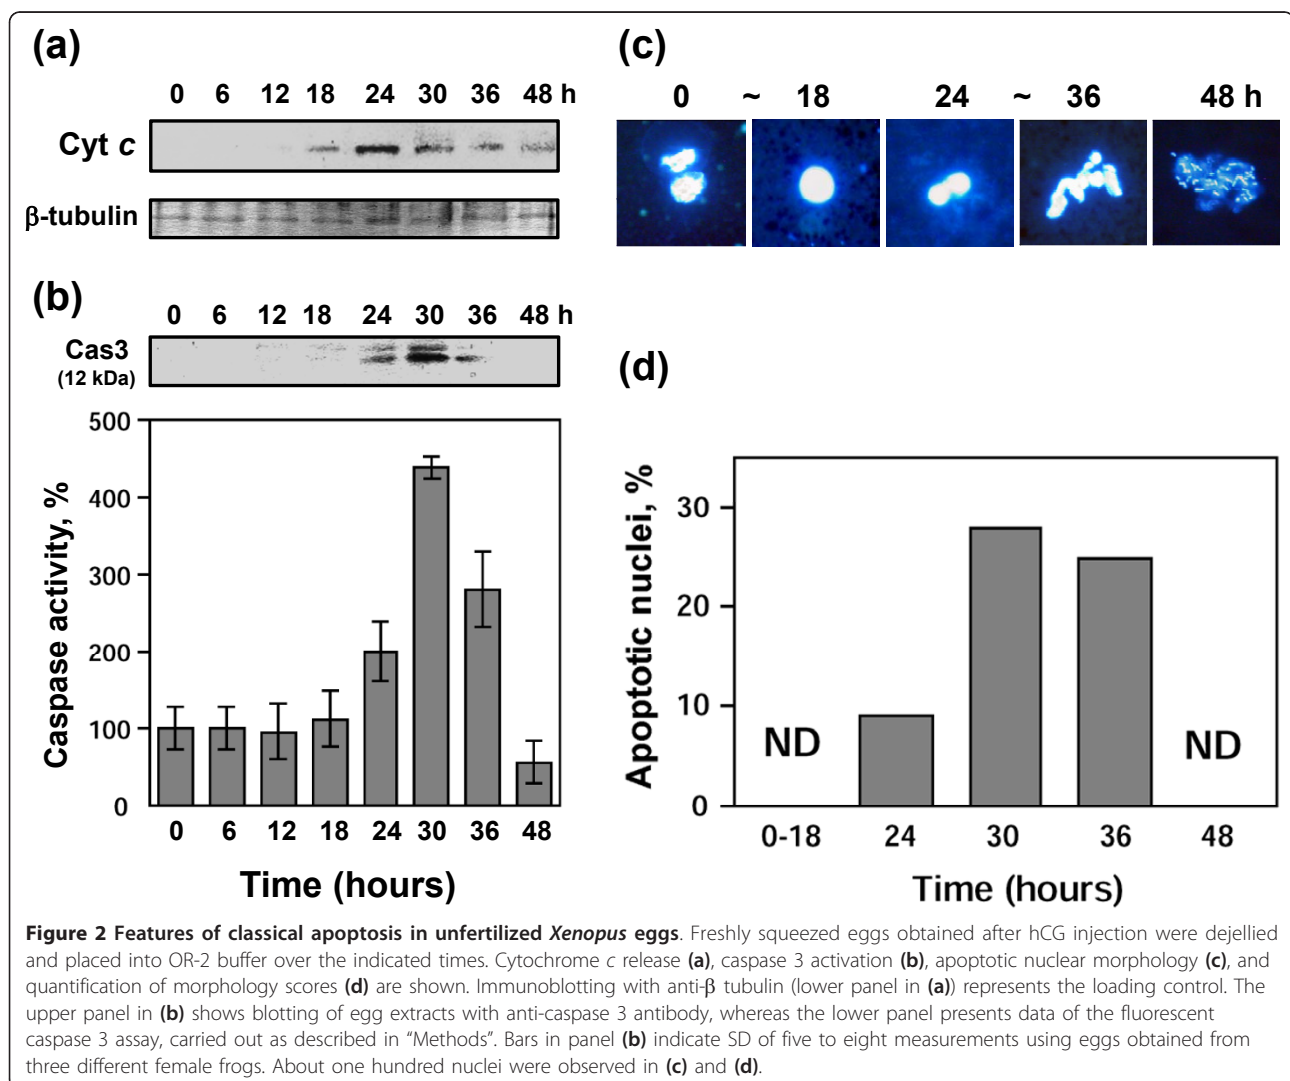 (a)
0 6 12 18 24 30 36 48 h
Cyt c
β-tubulin
(b)
0 6 12 18 24 30 36 48 h
Cas3
(12 kDa)
500
400
300
200
100
0
Caspase activity, %
0 6 12 18 24 30 36 48
Time (hours)
(c)
0 ~ 18 24 ~ 36 48 h
(d)
30
20
10
0
Apoptotic nuclei, %
ND
ND
0-18 24 30 36 48
Time (hours)
Figure 2 Features of classical apoptosis in unfertilized Xenopus eggs. Freshly squeezed eggs obtained after hCG injection were dejellied
and placed into OR-2 buffer over the indicated times. Cytochrome c release (a), caspase 3 activation (b), apoptotic nuclear morphology (c), and
quantification of morphology scores (d) are shown. Immunoblotting with anti-β tubulin (lower panel in (a)) represents the loading control. The
upper panel in (b) shows blotting of egg extracts with anti-caspase 3 antibody, whereas the lower panel presents data of the fluorescent
caspase 3 assay, carried out as described in “Methods”. Bars in panel (b) indicate SD of five to eight measurements using eggs obtained from
three different female frogs. About one hundred nuclei were observed in (c) and (d).